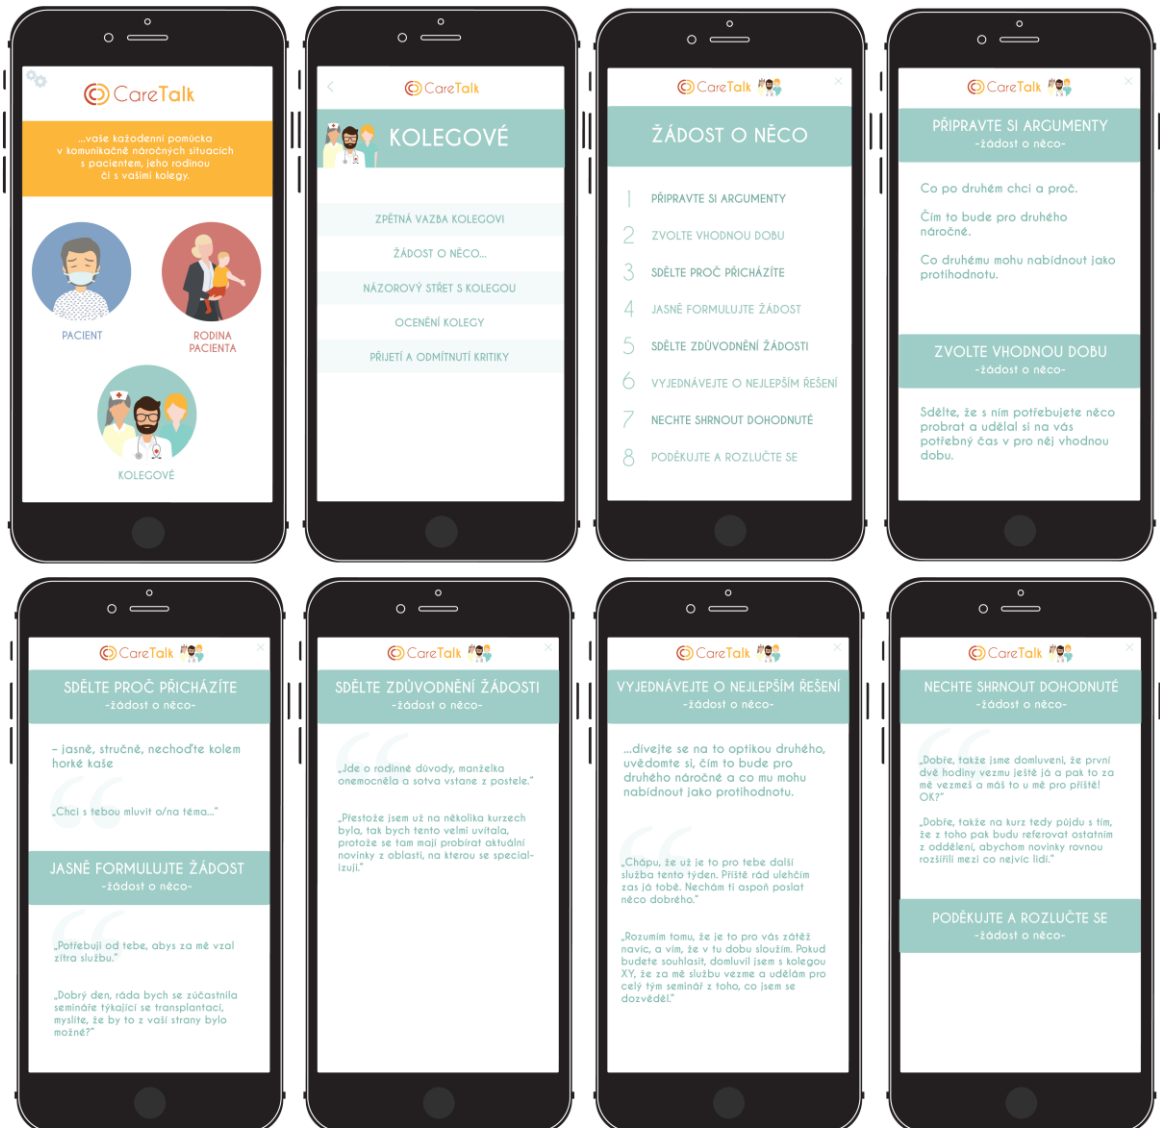 CareTalk
...vaše každodenní pomůcka
v komunikačně náročných situacích
s pacientem, jeho rodinou
či s vašimi kolegy.
PACIENT
RODINA
PACIENTA
KOLEGOVÉ
CareTalk
KOLEGOVÉ
ZPĚTNÁ VAZBA KOLEGOVI
ŽÁDOST O NĚCO...
NÁZOROVÝ STŘET S KOLEGOU
OCENĚNÍ KOLEGY
PŘIJETÍ A ODMÍTNUTÍ KRITIKY
CareTalk
ŽÁDOST O NĚCO
1 PŘIPRAVTE SI ARGUMENTY
2 ZVOLTE VHODNOU DOBU
3 SDĚLTE PROČ PŘICHÁZÍTE
4 JASNĚ FORMULUJTE ŽÁDOST
5 SDĚLTE ZDŮVODNĚNÍ ŽÁDOSTI
6 VYJEDNÁVEJTE O NEJLEPŠÍM ŘEŠENÍ
7 NECHTE SHRNOUT DOHODNUTÉ
8 PODĚKUJTE A ROZLUČTE SE
CareTalk
PŘIPRAVTE SI ARGUMENTY
-žádost o něco-
Co po druhém chci a proč.
Čím to bude pro druhého
náročné.
Co druhému mohu nabídnout jako
protihodnotu.
ZVOLTE VHODNOU DOBU
-žádost o něco-
Sdělte, že s ním potřebujete něco
probrat a udělal si na vás
potřebný čas v pro něj vhodnou
dobu.
CareTalk
SDĚLTE PROČ PŘICHÁZÍTE
-žádost o něco-
– jasně, stručně, nechoďte kolem
horké kaše
„Chci s tebou mluvit o/na téma..."
JASNĚ FORMULUJTE ŽÁDOST
-žádost o něco-
„Potřebuji od tebe, abys za mě vzal
zítra službu."
„Dobrý den, ráda bych se zúčastnila
semináře týkající se transplantací,
myslíte, že by to z vaší strany bylo
možné?"
CareTalk
SDĚLTE ZDŮVODNĚNÍ ŽÁDOSTI
-žádost o něco-
„Jde o rodinné důvody, manželka
onemocněla a sotva vstane z postele."
„Přestože jsem už na několika kurzech
byla, tak bych tento velmi uvítala,
protože se tam mají probírat aktuální
novinky z oblasti, na kterou se special-
izuji."
CareTalk
VYJEDNÁVEJTE O NEJLEPŠÍM ŘEŠENÍ
-žádost o něco-
...dívejte se na to optikou druhého,
uvědomte si, čím to bude pro
druhého náročné a co mu mohu
nabídnout jako protihodnotu.
„Chápu, že už je to pro tebe další
služba tento týden. Příště rád ulehčím
zas já tobě. Nechám ti aspoň poslat
něco dobrého."
„Rozumím tomu, že je to pro vás zátěž
navíc, a vím, že v tu dobu sloužím. Pokud
budete souhlasit, domluvil jsem s kolegou
XY, že za mě službu vezme a udělám pro
celý tým seminář z toho, co jsem se
dozvěděl."
CareTalk
NECHTE SHRNOUT DOHODNUTÉ
-žádost o něco-
„Dobře, takže jsme domluveni, že první
dvě hodiny vezmu ještě já a pak to za
mě vezmeš a máš to u mě pro příště!
OK?"
„Dobře, takže na kurz tedy půjdu s tím,
že z toho pak budu referovat ostatním
z oddělení, abychom novinky rovnou
rozšířili mezi co nejvíc lidí."
PODĚKUJTE A ROZLUČTE SE
-žádost o něco-